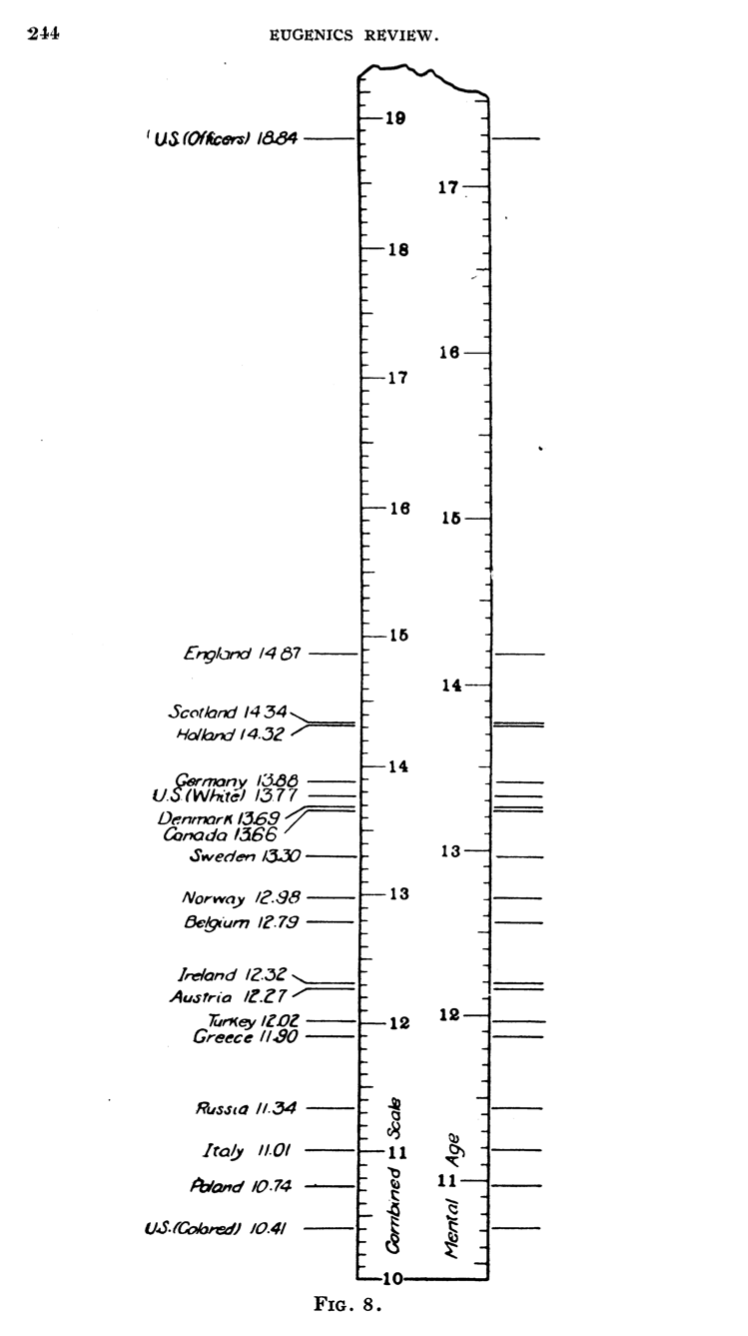 244
EUGENICS REVIEW.
19
U.S.(Officers) 18.84
17
18
16
17
16
15
15
England 14 87
14
Scotland 14 34
Holland 14.32
14
Germany 13.88
U.S.(White) 13.77
Denmark 13.69
Canada 13.66
13
Sweden 13.30
13
Norway 12.98
Belgium 12.79
Ireland 12.32
Austria 12.27
12
Turkey 12.02
12
Greece 11.90
Russia 11.34
Italy 11.01
11
Poland 10.74
11
U.S.(Colored) 10.41
Combined Scale
Mental Age
10
FIG. 8.